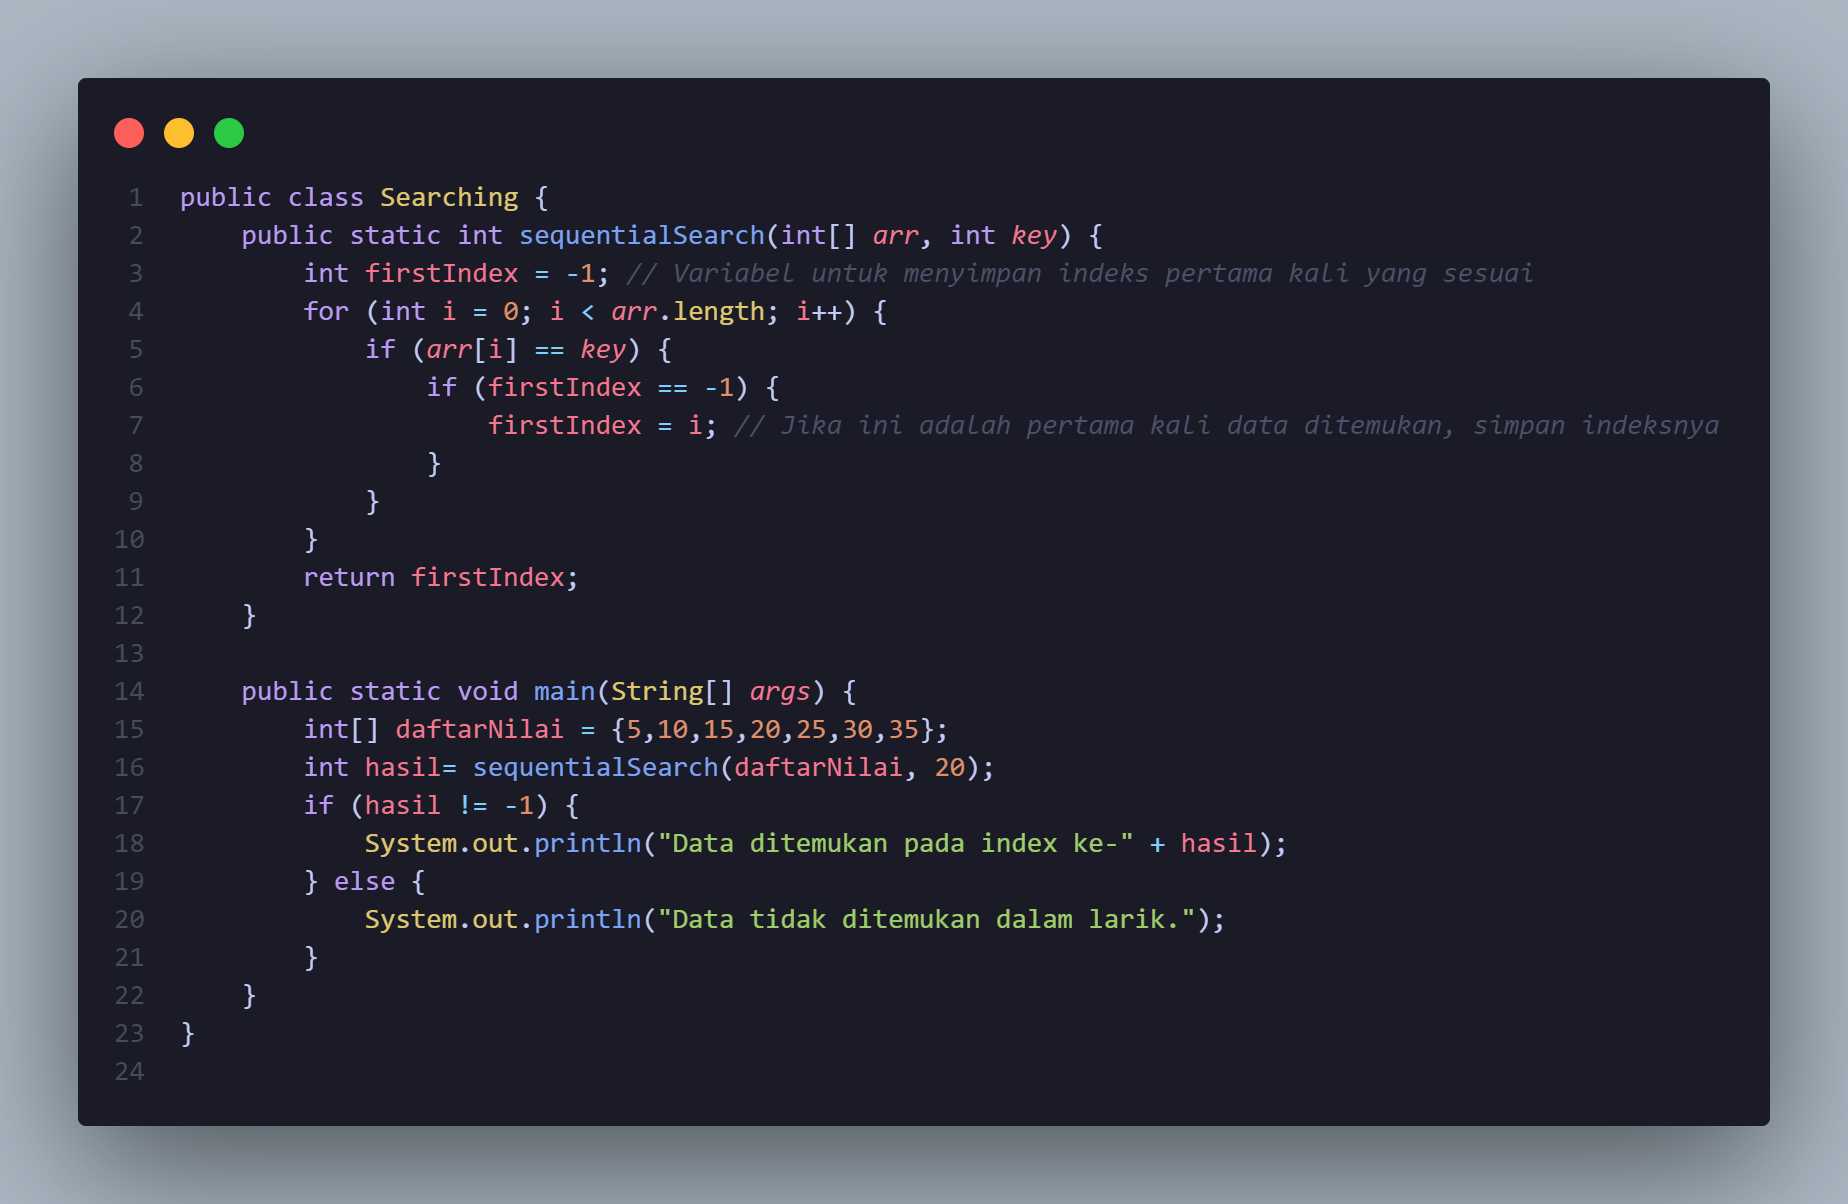 1 public class Searching {
2     public static int sequentialSearch(int[] arr, int key) {
3         int firstIndex = -1; // Variabel untuk menyimpan indeks pertama kali yang sesuai
4         for (int i = 0; i < arr.length; i++) {
5             if (arr[i] == key) {
6                 if (firstIndex == -1) {
7                     firstIndex = i; // Jika ini adalah pertama kali data ditemukan, simpan indeksnya
8                 }
9             }
10         }
11         return firstIndex;
12     }
13
14     public static void main(String[] args) {
15         int[] daftarNilai = {5,10,15,20,25,30,35};
16         int hasil= sequentialSearch(daftarNilai, 20);
17         if (hasil != -1) {
18             System.out.println("Data ditemukan pada index ke-" + hasil);
19         } else {
20             System.out.println("Data tidak ditemukan dalam larik.");
21         }
22     }
23 }
24